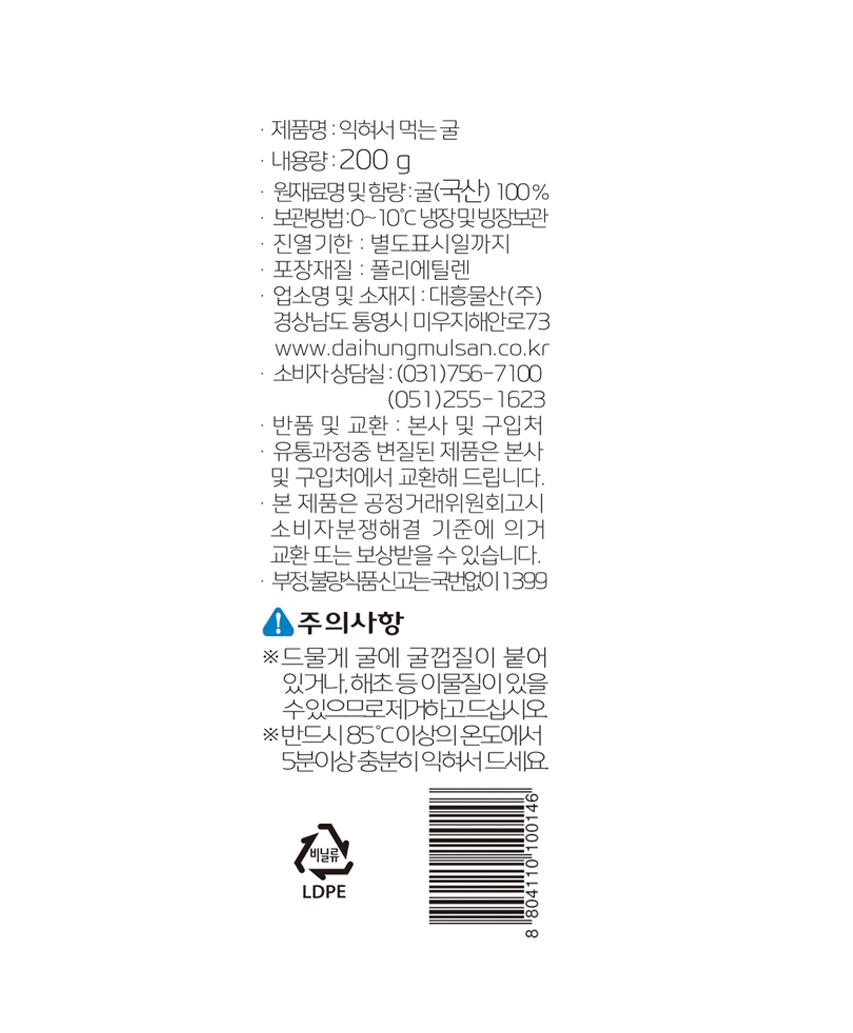 · 제품명 : 익혀서 먹는 굴
· 내용량 : 200 g
· 원재료명 및 함량 : 굴(국산) 100%
· 보관방법 : 0~10℃ 냉장 및 빙장보관
· 진열기한 : 별도표시일까지
· 포장재질 : 폴리에틸렌
· 업소명 및 소재지 : 대흥물산(주)
경상남도 통영시 미우지해안로73
www.daihungmulsan.co.kr
· 소비자 상담실 : (031)756-7100
(051)255-1623
· 반품 및 교환 : 본사 및 구입처
· 유통과정중 변질된 제품은 본사
및 구입처에서 교환해 드립니다.
· 본 제품은 공정거래위원회고시
소비자분쟁해결 기준에 의거
교환 또는 보상받을 수 있습니다.
· 부정,불량식품신고는국번없이 1399
주의사항
※드물게 굴에 굴껍질이 붙어
있거나, 해초 등 이물질이 있을
수 있으므로 제거하고 드십시오.
※반드시 85℃이상의 온도에서
5분이상 충분히 익혀서 드세요.
비닐류
LDPE
8 804110 100146